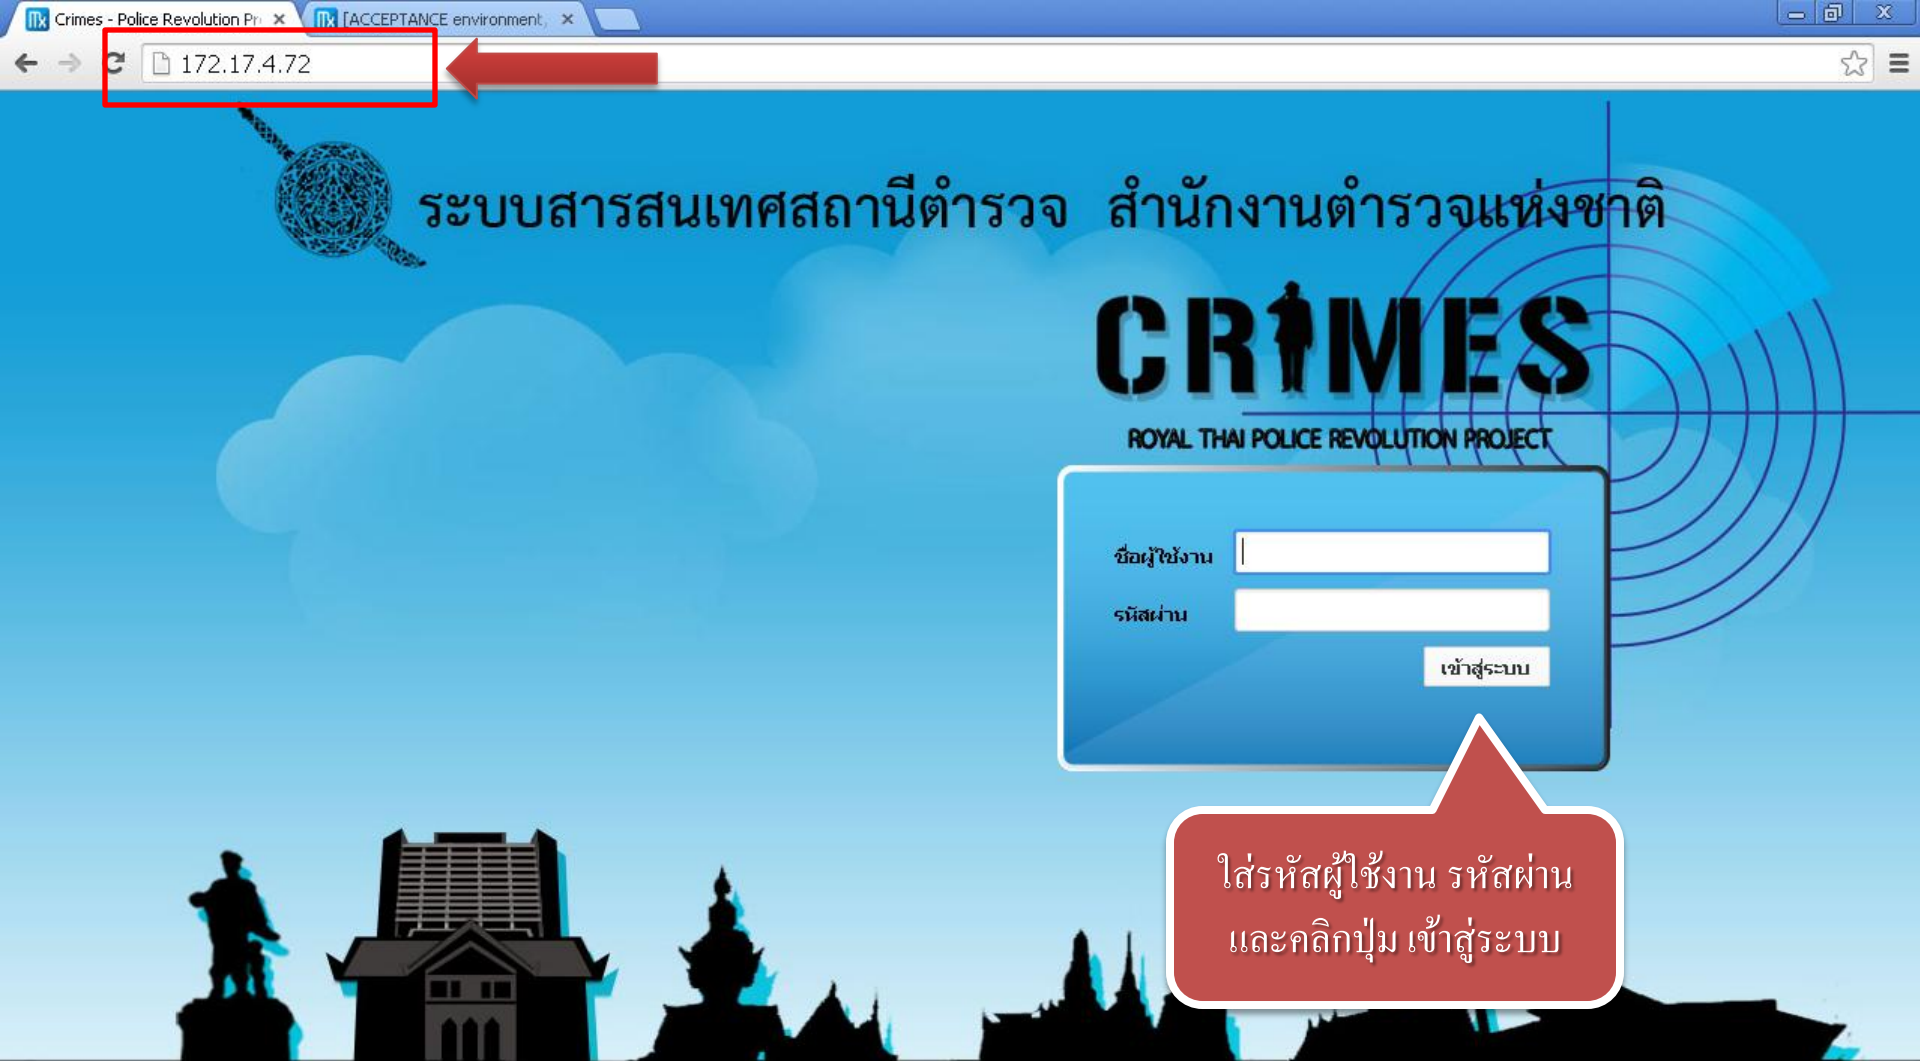 Crimes - Police Revolution Pr
[ACCEPTANCE environment,
172.17.4.72
ระบบสารสนเทศสถานีตำรวจ สำนักงานตำรวจแห่งชาติ
CRIMES
ROYAL THAI POLICE REVOLUTION PROJECT
ชื่อผู้ใช้งาน
รหัสผ่าน
เข้าสู่ระบบ
ใส่รหัสผู้ใช้งาน รหัสผ่าน
และคลิกปุ่ม เข้าสู่ระบบ